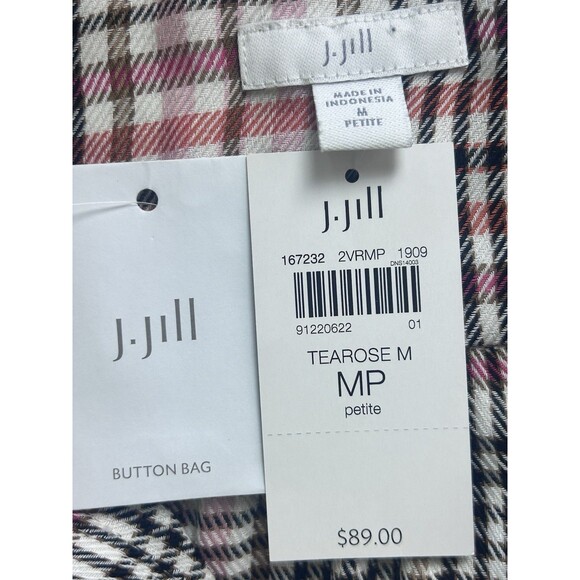 J.Jill
MADE IN
INDONESIA
M
PETITE
J.Jill
BUTTON BAG
J.Jill
167232 2VRMP 1909
DNS14003
91220622 01
TEAROSE M
MP
petite
$89.00